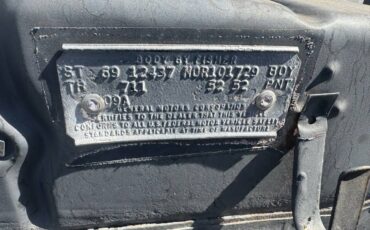 BODY BY FISHER
ST 69 12437 NOR101729 BDY
TR 711 52 52 PNT
09A
GENERAL MOTORS CORPORATION
CERTIFIES TO THE DEALER THAT THIS
CONFORMS TO ALL U.S. FEDERAL MOTOR VEHICLE SAFETY
STANDARDS APPLICABLE AT TIME OF MANUFACTURE